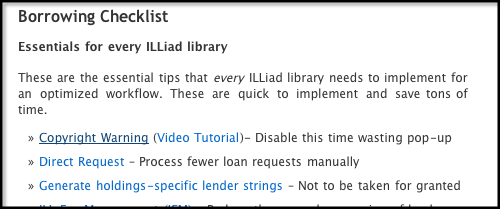 Borrowing Checklist
Essentials for every ILLiad library
These are the essential tips that every ILLiad library needs to implement for
an optimized workflow. These are quick to implement and save tons of
time.
» Copyright Warning (Video Tutorial)– Disable this time wasting pop-up
» Direct Request – Process fewer loan requests manually
» Generate holdings-specific lender strings – Not to be taken for granted